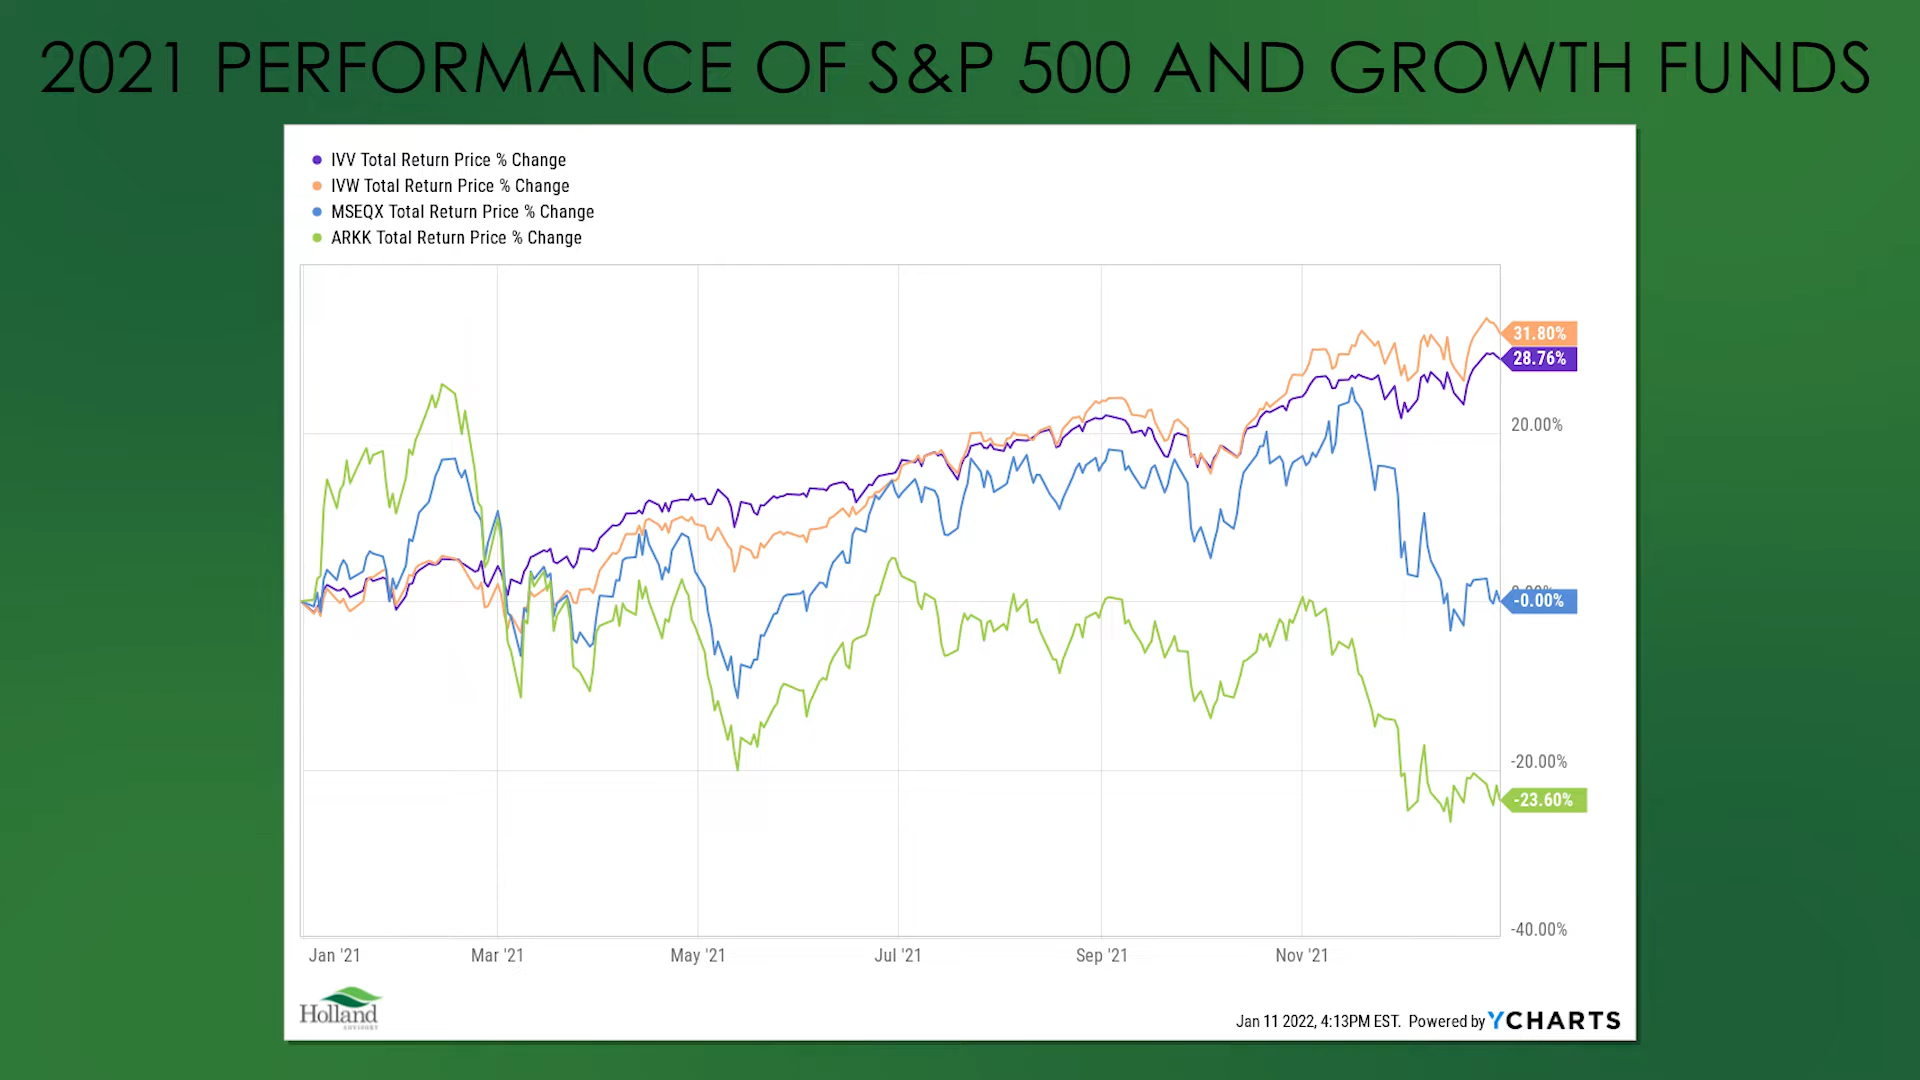 2021 PERFORMANCE OF S&P 500 AND GROWTH FUNDS
IVV Total Return Price % Change
IVW Total Return Price % Change
MSEQX Total Return Price % Change
ARKK Total Return Price % Change
31.80%
28.76%
20.00%
0.00%
-0.00%
-20.00%
-23.60%
-40.00%
Jan '21
Mar '21
May '21
Jul '21
Sep '21
Nov '21
Holland
ADVISORY
Jan 11 2022, 4:13PM EST. Powered by YCHARTS